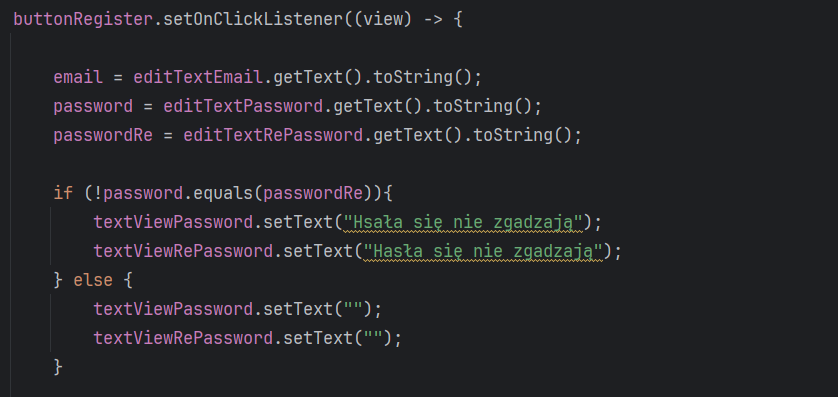 buttonRegister.setOnClickListener((view) -> {
email = editTextEmail.getText().toString();
password = editTextPassword.getText().toString();
passwordRe = editTextRePassword.getText().toString();
if (!password.equals(passwordRe)){
textViewPassword.setText("Hsała się nie zgadzają");
textViewRePassword.setText("Hasła się nie zgadzają");
} else {
textViewPassword.setText("");
textViewRePassword.setText("");
}